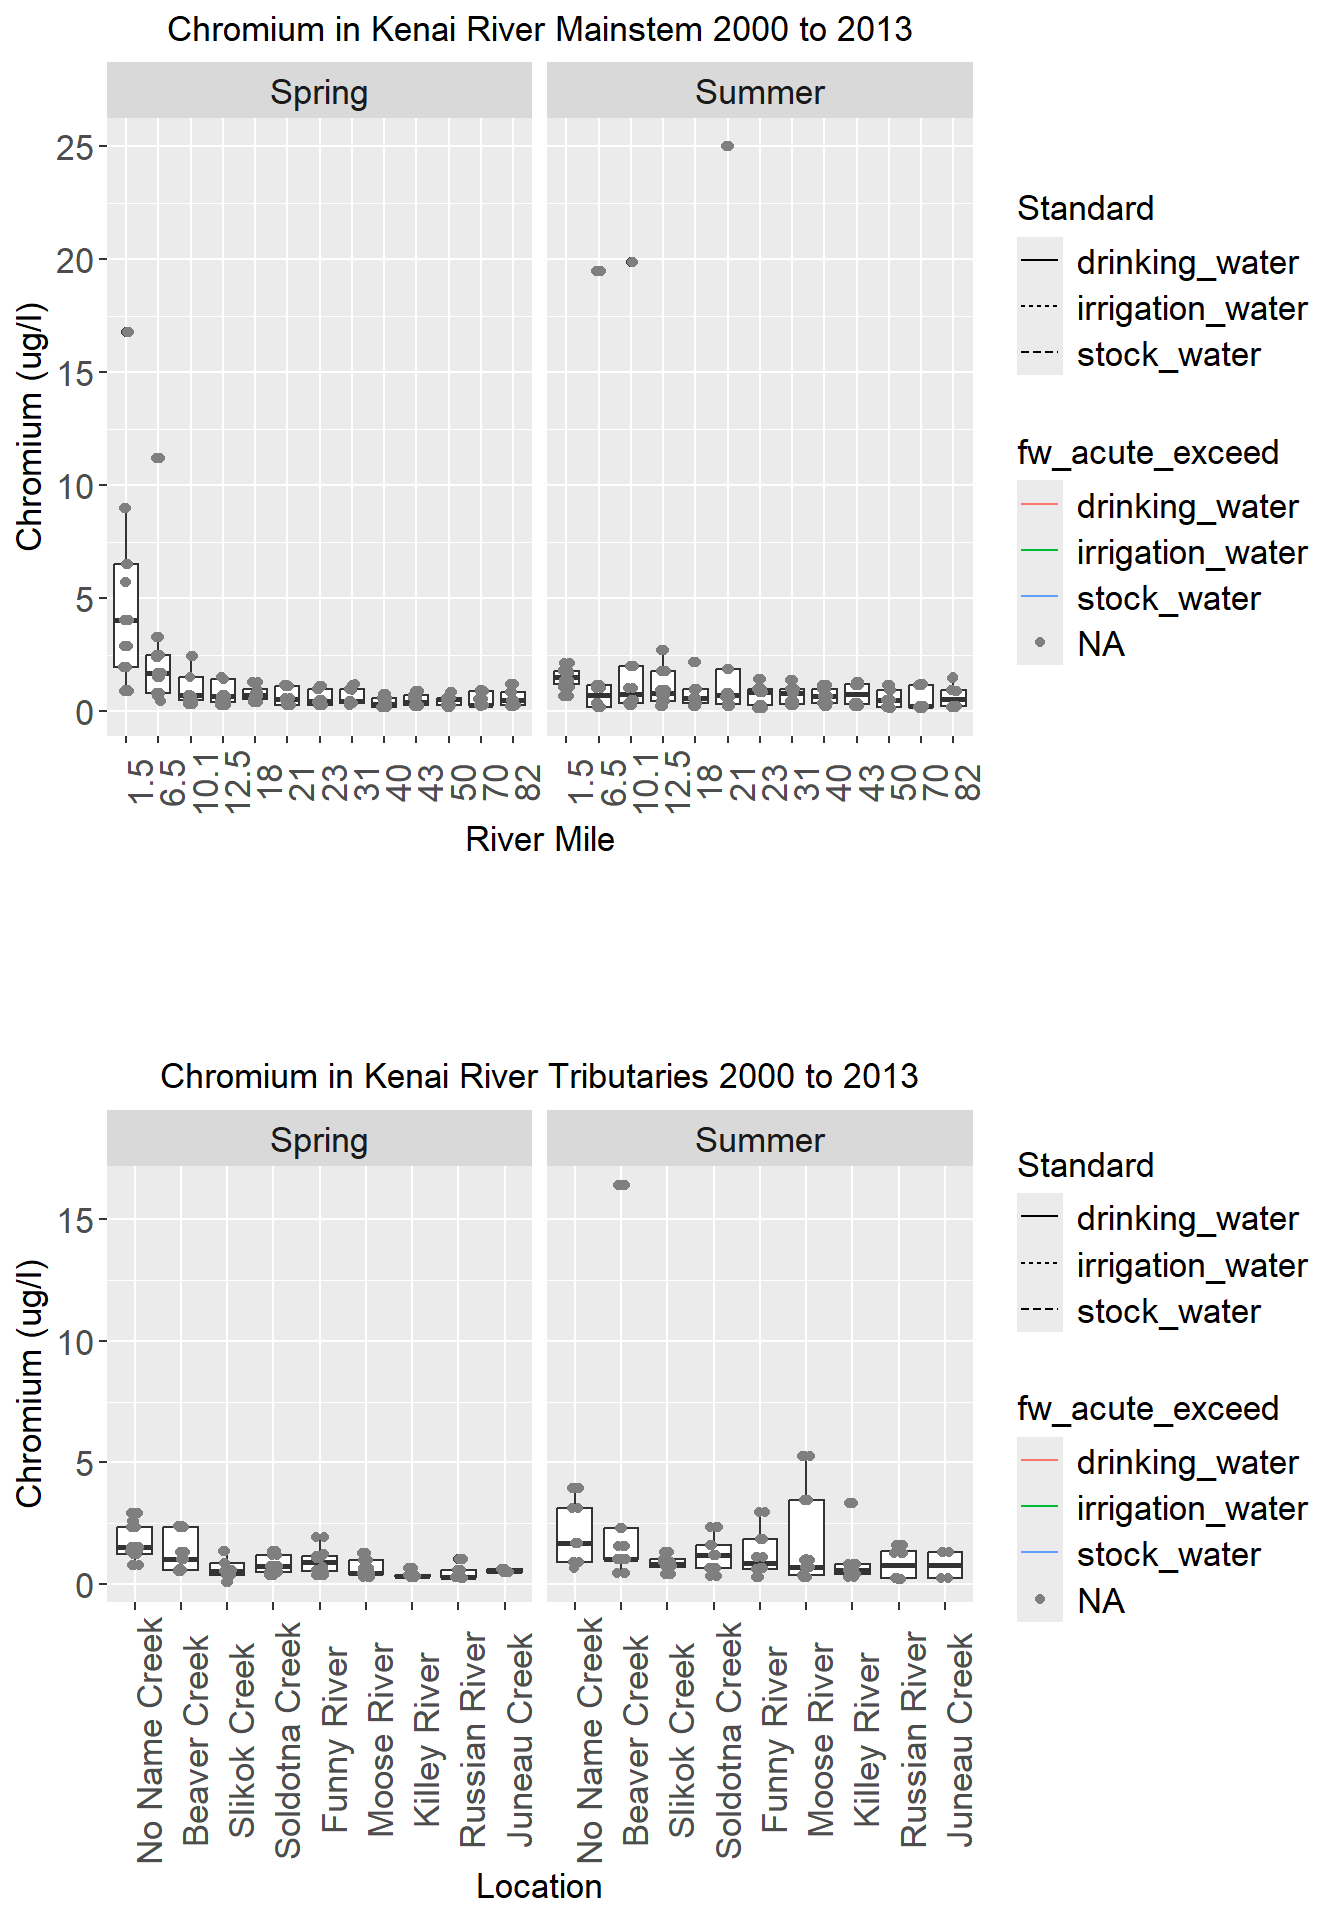 Chromium in Kenai River Mainstem 2000 to 2013
Spring
Summer
Chromium (ug/l)
25
20
15
10
5
0
1.5
6.5
10.1
12.5
18
21
23
31
40
43
50
70
82
1.5
6.5
10.1
12.5
18
21
23
31
40
43
50
70
82
River Mile
Standard
drinking_water
irrigation_water
stock_water
fw_acute_exceed
drinking_water
irrigation_water
stock_water
NA
Chromium in Kenai River Tributaries 2000 to 2013
Spring
Summer
Chromium (ug/l)
15
10
5
0
No Name Creek
Beaver Creek
Slikok Creek
Soldotna Creek
Funny River
Moose River
Killey River
Russian River
Juneau Creek
No Name Creek
Beaver Creek
Slikok Creek
Soldotna Creek
Funny River
Moose River
Killey River
Russian River
Juneau Creek
Location
Standard
drinking_water
irrigation_water
stock_water
fw_acute_exceed
drinking_water
irrigation_water
stock_water
NA